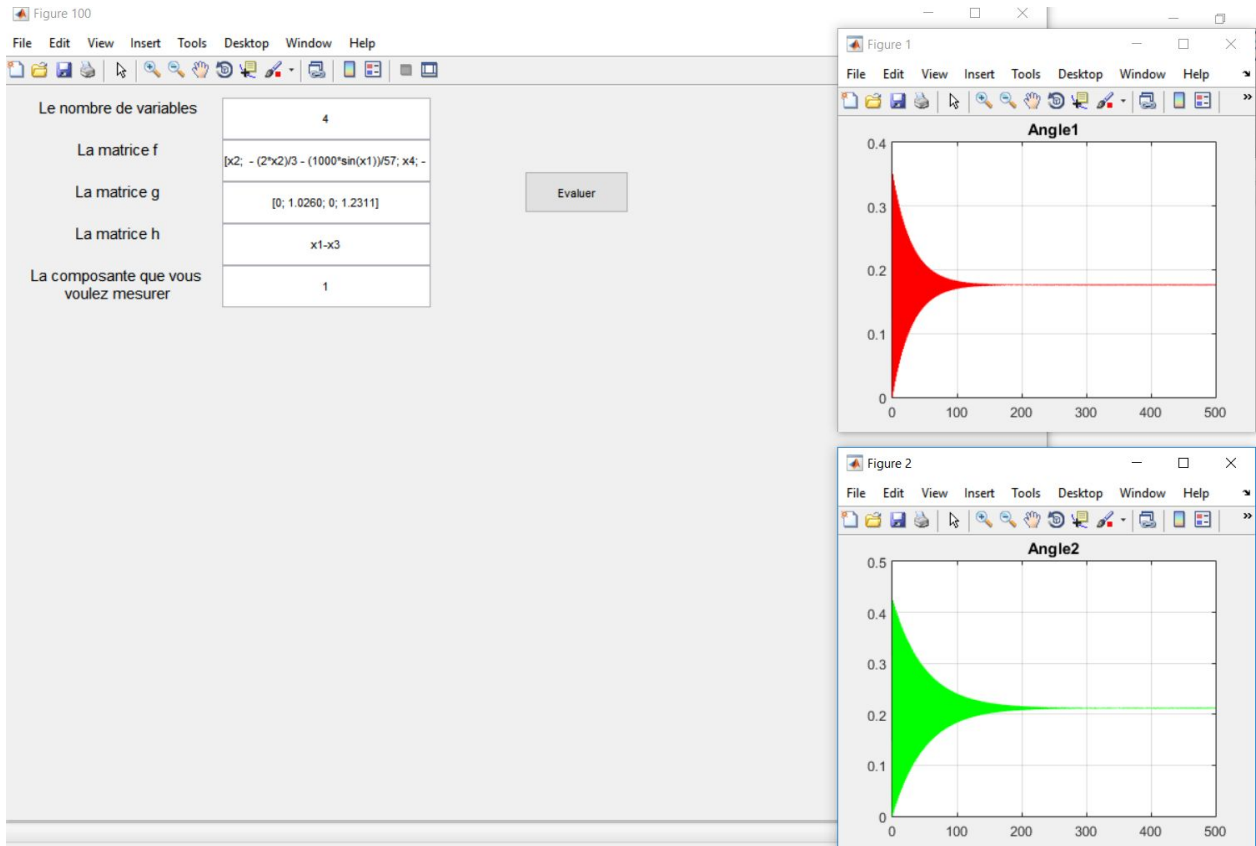 Figure 100
File Edit View Insert Tools Desktop Window Help
Le nombre de variables
4
La matrice f
[x2; - (2*x2)/3 - (1000*sin(x1))/57; x4; -
La matrice g
[0; 1.0260; 0; 1.2311]
Evaluer
La matrice h
x1-x3
La composante que vous
voulez mesurer
1
Figure 1
File Edit View Insert Tools Desktop Window Help
Angle1
0.4
0.3
0.2
0.1
0
0 100 200 300 400 500
Figure 2
File Edit View Insert Tools Desktop Window Help
Angle2
0.5
0.4
0.3
0.2
0.1
0
0 100 200 300 400 500